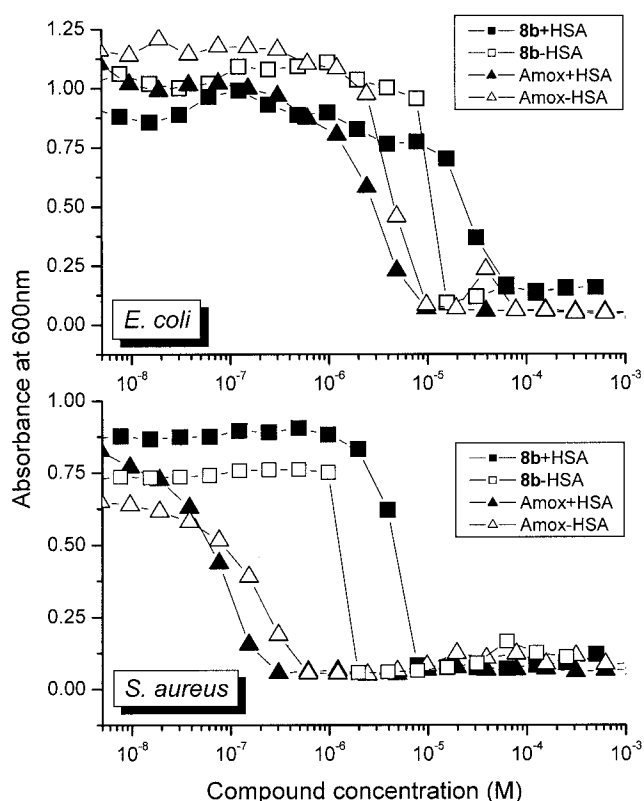 Absorbance at 600nm
1.25
1.00
0.75
0.50
0.25
0.00
8b+HSA
8b-HSA
Amox+HSA
Amox-HSA
E. coli
10⁻⁸
10⁻⁷
10⁻⁶
10⁻⁵
10⁻⁴
10⁻³
1.00
0.75
0.50
0.25
0.00
8b+HSA
8b-HSA
Amox+HSA
Amox-HSA
S. aureus
10⁻⁸
10⁻⁷
10⁻⁶
10⁻⁵
10⁻⁴
10⁻³
Compound concentration (M)